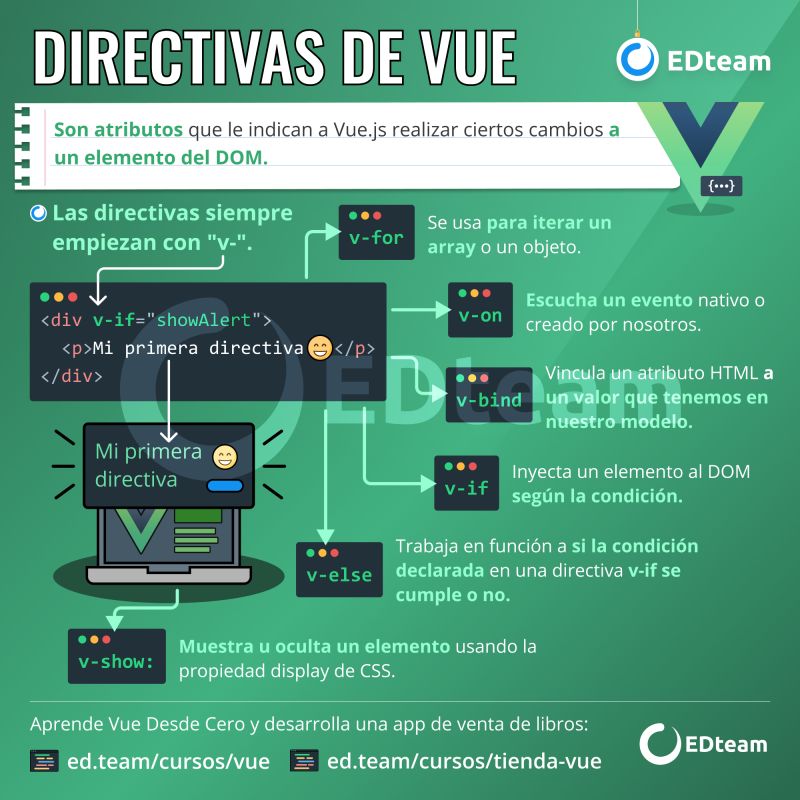 DIRECTIVAS DE VUE
EDteam
Son atributos que le indican a Vue.js realizar ciertos cambios a
un elemento del DOM.
{•••}
Las directivas siempre
empiezan con "v-".
v-for
Se usa para iterar un
array o un objeto.
<div v-if="showAlert">
<p>Mi primera directiva😁</p>
</div>
v-on
Escucha un evento nativo o
creado por nosotros.
v-bind
Vincula un atributo HTML a
un valor que tenemos en
nuestro modelo.
EDteam
Mi primera
directiva
v-if
Inyecta un elemento al DOM
según la condición.
v-else
Trabaja en función a si la condición
declarada en una directiva v-if se
cumple o no.
v-show:
Muestra u oculta un elemento usando la
propiedad display de CSS.
Aprende Vue Desde Cero y desarrolla una app de venta de libros:
ed.team/cursos/vue
ed.team/cursos/tienda-vue
EDteam